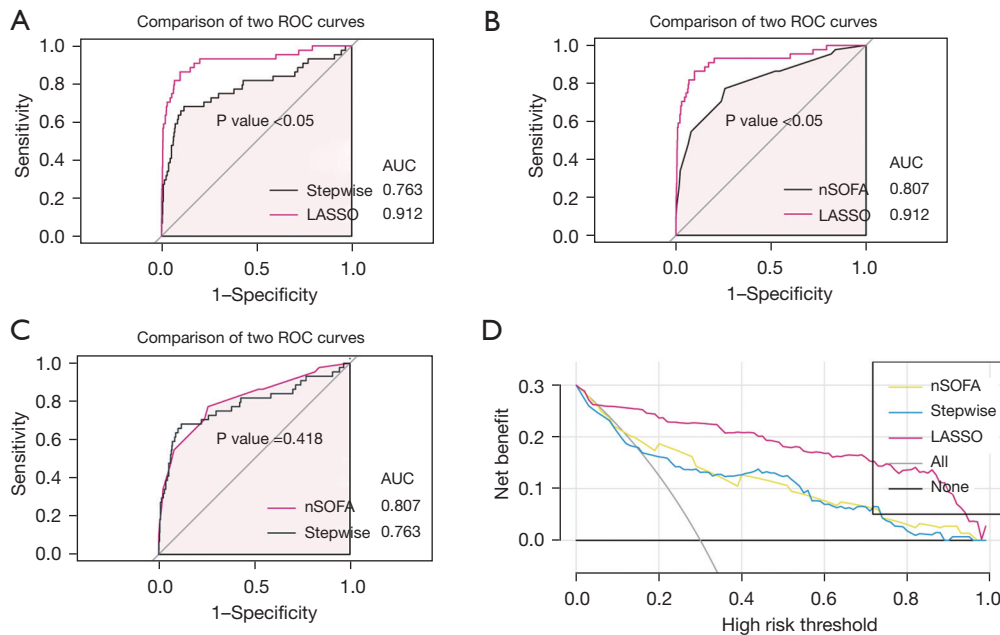 A
Comparison of two ROC curves
Sensitivity
1.0
0.8
0.6
0.4
0.2
0.0
P value <0.05
AUC
Stepwise 0.763
LASSO 0.912
0.0 0.5 1.0
1–Specificity
B
Comparison of two ROC curves
Sensitivity
1.0
0.8
0.6
0.4
0.2
0.0
P value <0.05
AUC
nSOFA 0.807
LASSO 0.912
0.0 0.5 1.0
1–Specificity
C
Comparison of two ROC curves
Sensitivity
1.0
0.8
0.6
0.4
0.2
0.0
P value =0.418
AUC
nSOFA 0.807
Stepwise 0.763
0.0 0.5 1.0
1–Specificity
D
Net benefit
0.3
0.2
0.1
0.0
nSOFA
Stepwise
LASSO
All
None
0.0 0.2 0.4 0.6 0.8 1.0
High risk threshold